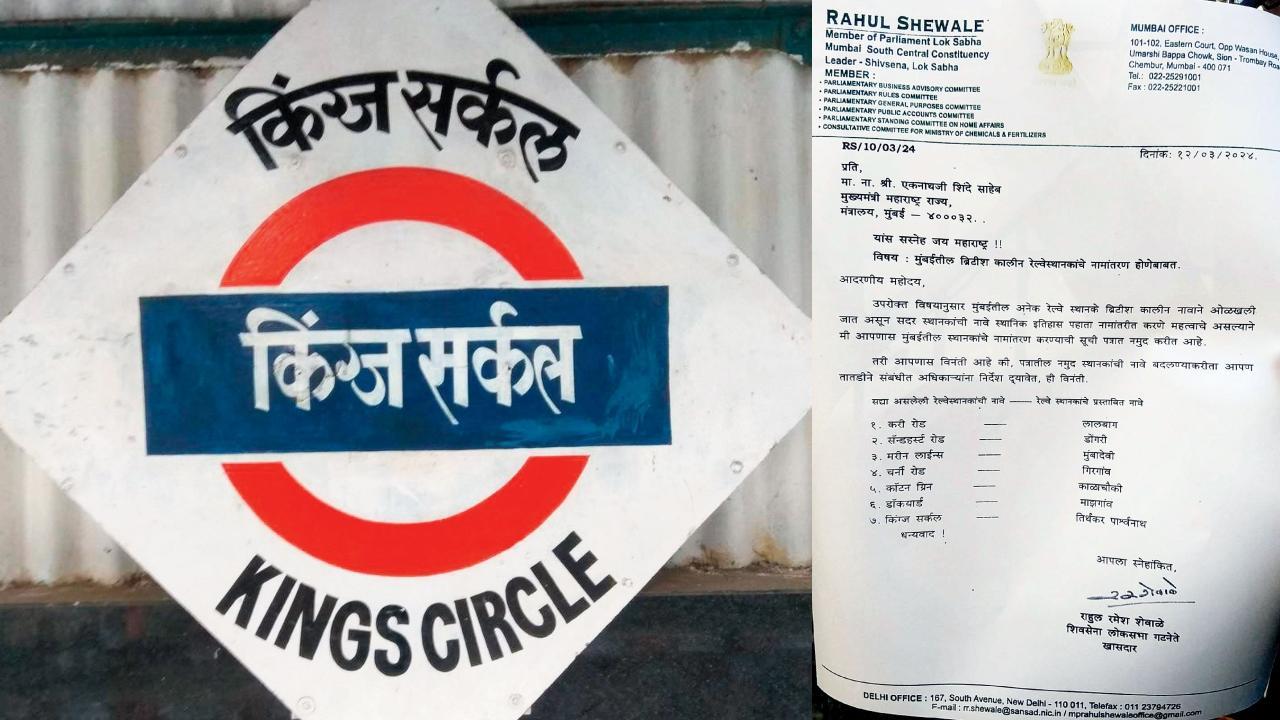 किंग्ज सर्कल
किंग्ज सर्कल
KINGS CIRCLE
RAHUL SHEWALE
Member of Parliament Lok Sabha
Mumbai South Central Constituency
Leader - Shivsena, Lok Sabha
MEMBER :
• PARLIAMENTARY BUSINESS ADVISORY COMMITTEE
• PARLIAMENTARY RULES COMMITTEE
• PARLIAMENTARY GENERAL PURPOSES COMMITTEE
• PARLIAMENTARY PUBLIC ACCOUNTS COMMITTEE
• PARLIAMENTARY STANDING COMMITTEE ON HOME AFFAIRS
• CONSULTATIVE COMMITTEE FOR MINISTRY OF CHEMICALS & FERTILIZERS
MUMBAI OFFICE :
101-102, Eastern Court, Opp Wasan House,
Umarshi Bappa Chowk, Sion - Trombay Road,
Chembur, Mumbai - 400 071
Tel.: 022-25291001
Fax : 022-25221001
RS/10/03/24
दिनांक: १२/०३/२०२४.
प्रति,
मा. ना. श्री. एकनाथजी शिंदे साहेब
मुख्यमंत्री महाराष्ट्र राज्य,
मंत्रालय, मुंबई – ४०००३२. .
यांस सस्नेह जय महाराष्ट्र !!
विषय : मुंबईतील ब्रिटीश कालीन रेल्वेस्थानकांचे नामांतरण होणेबाबत.
आदरणीय महोदय,
उपरोक्त विषयानुसार मुंबईतील अनेक रेल्वे स्थानके ब्रिटीश कालीन नावाने ओळखली
जात असून सदर स्थानकांची नावे स्थानिक इतिहास पहाता नामांतरीत करणे महत्वाचे असल्याने
मी आपणास मुंबईतील स्थानकांचे नामांतरण करण्याची सूची पत्रात नमुद करीत आहे.
तरी आपणास विनंती आहे की, पत्रातील नमुद स्थानकांची नावे बदलण्याकरीता आपण
तातडीने संबंधीत अधिकाऱ्यांना निर्देश द्यावेत, ही विनंती.
सद्या असलेली रेल्वेस्थानकांची नावे —— रेल्वे स्थानकांचे प्रस्ताबित नावे
१. करी रोड —— लालबाग
२. सॅन्डहर्स्ट रोड —— डोंगरी
३. मरीन लाईन्स —— मुंबादेवी
४. चर्नी रोड —— गिरगांव
५. कॉटन ग्रिन —— काळाचौकी
६. डॉकयार्ड —— माझगांव
७. किंग्ज सर्कल —— तिर्थंकर पार्श्वनाथ
धन्यवाद !
आपला स्नेहांकित,
राहुल रमेश शेवाळे
शिवसेना लोकसभा गटनेते
खासदार
DELHI OFFICE : 167, South Avenue, New Delhi - 110 011, Telefax : 011 23794726
E-mail : rr.shewale@sansad.nic.in / mprahulshewaleoffice@gmail.com